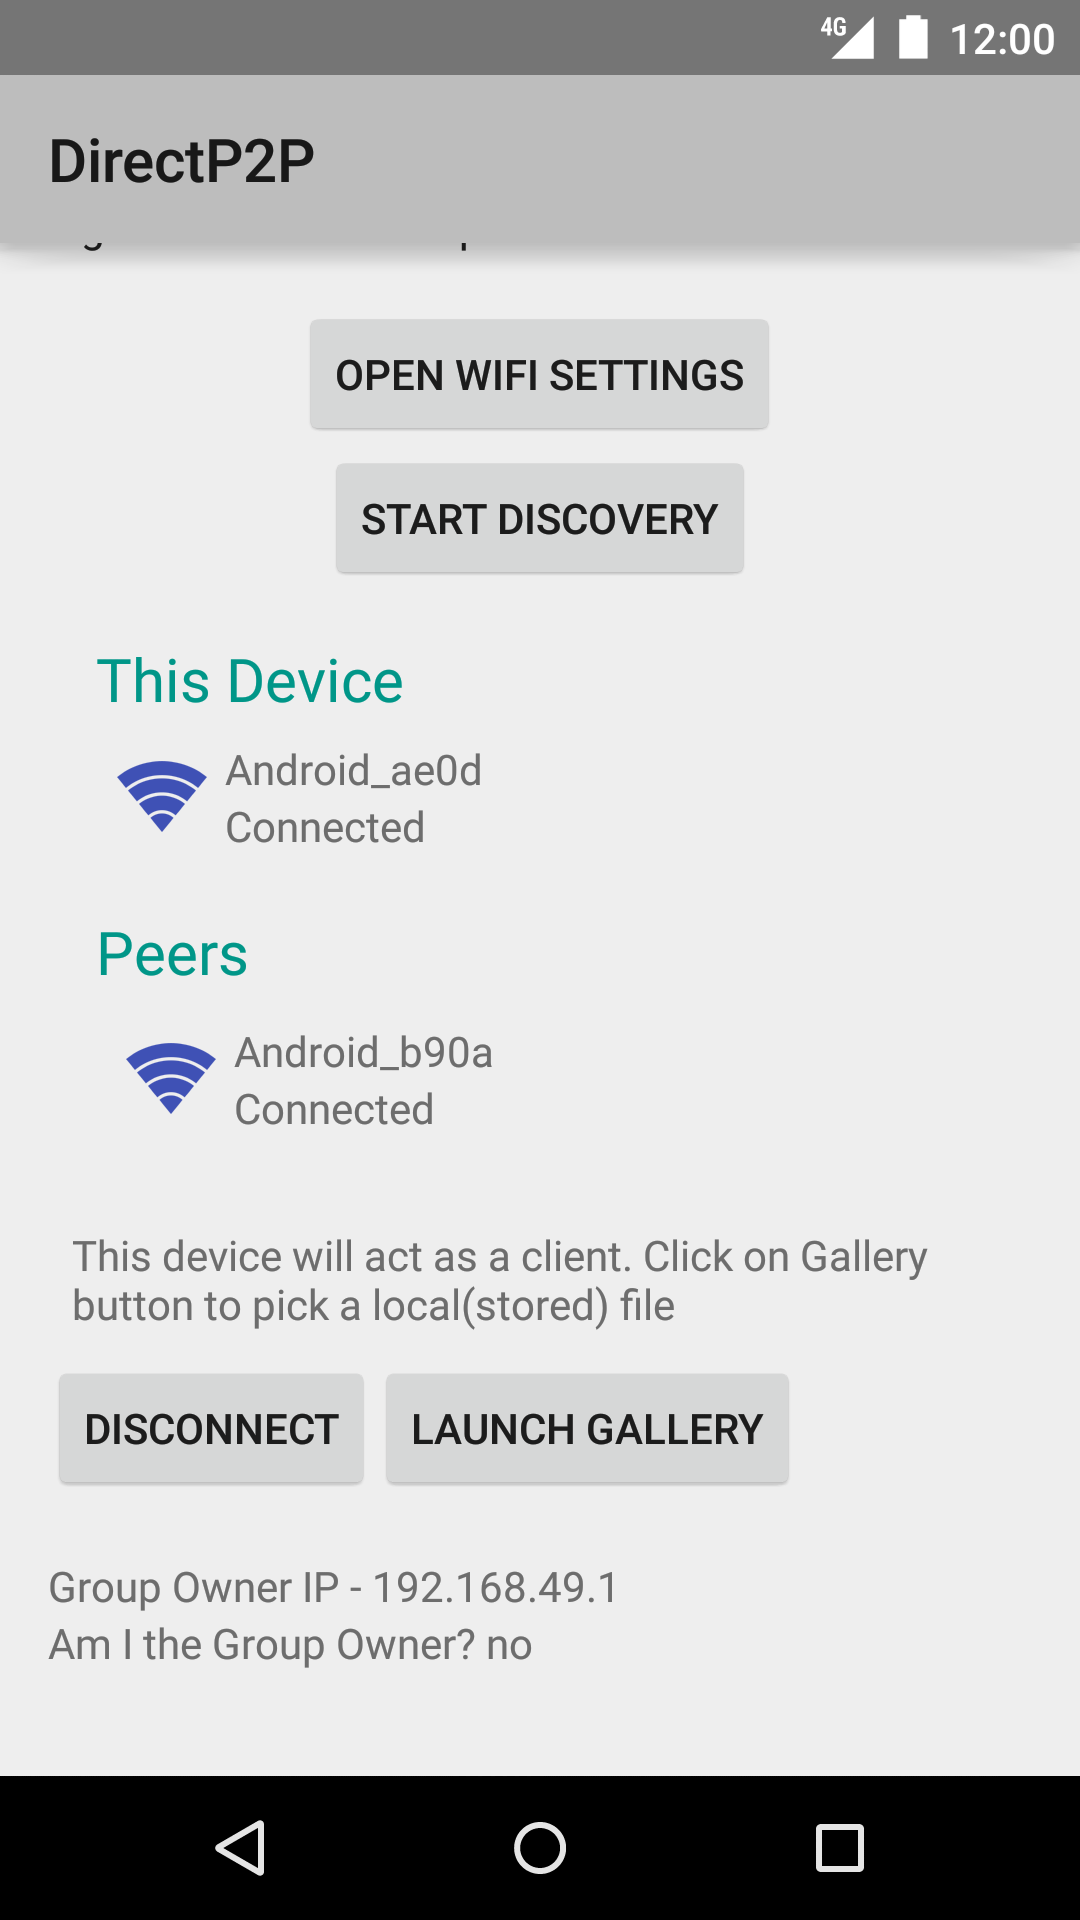 4G 12:00
DirectP2P
OPEN WIFI SETTINGS
START DISCOVERY
This Device
Android_ae0d
Connected
Peers
Android_b90a
Connected
This device will act as a client. Click on Gallery
button to pick a local(stored) file
DISCONNECT LAUNCH GALLERY
Group Owner IP - 192.168.49.1
Am I the Group Owner? no